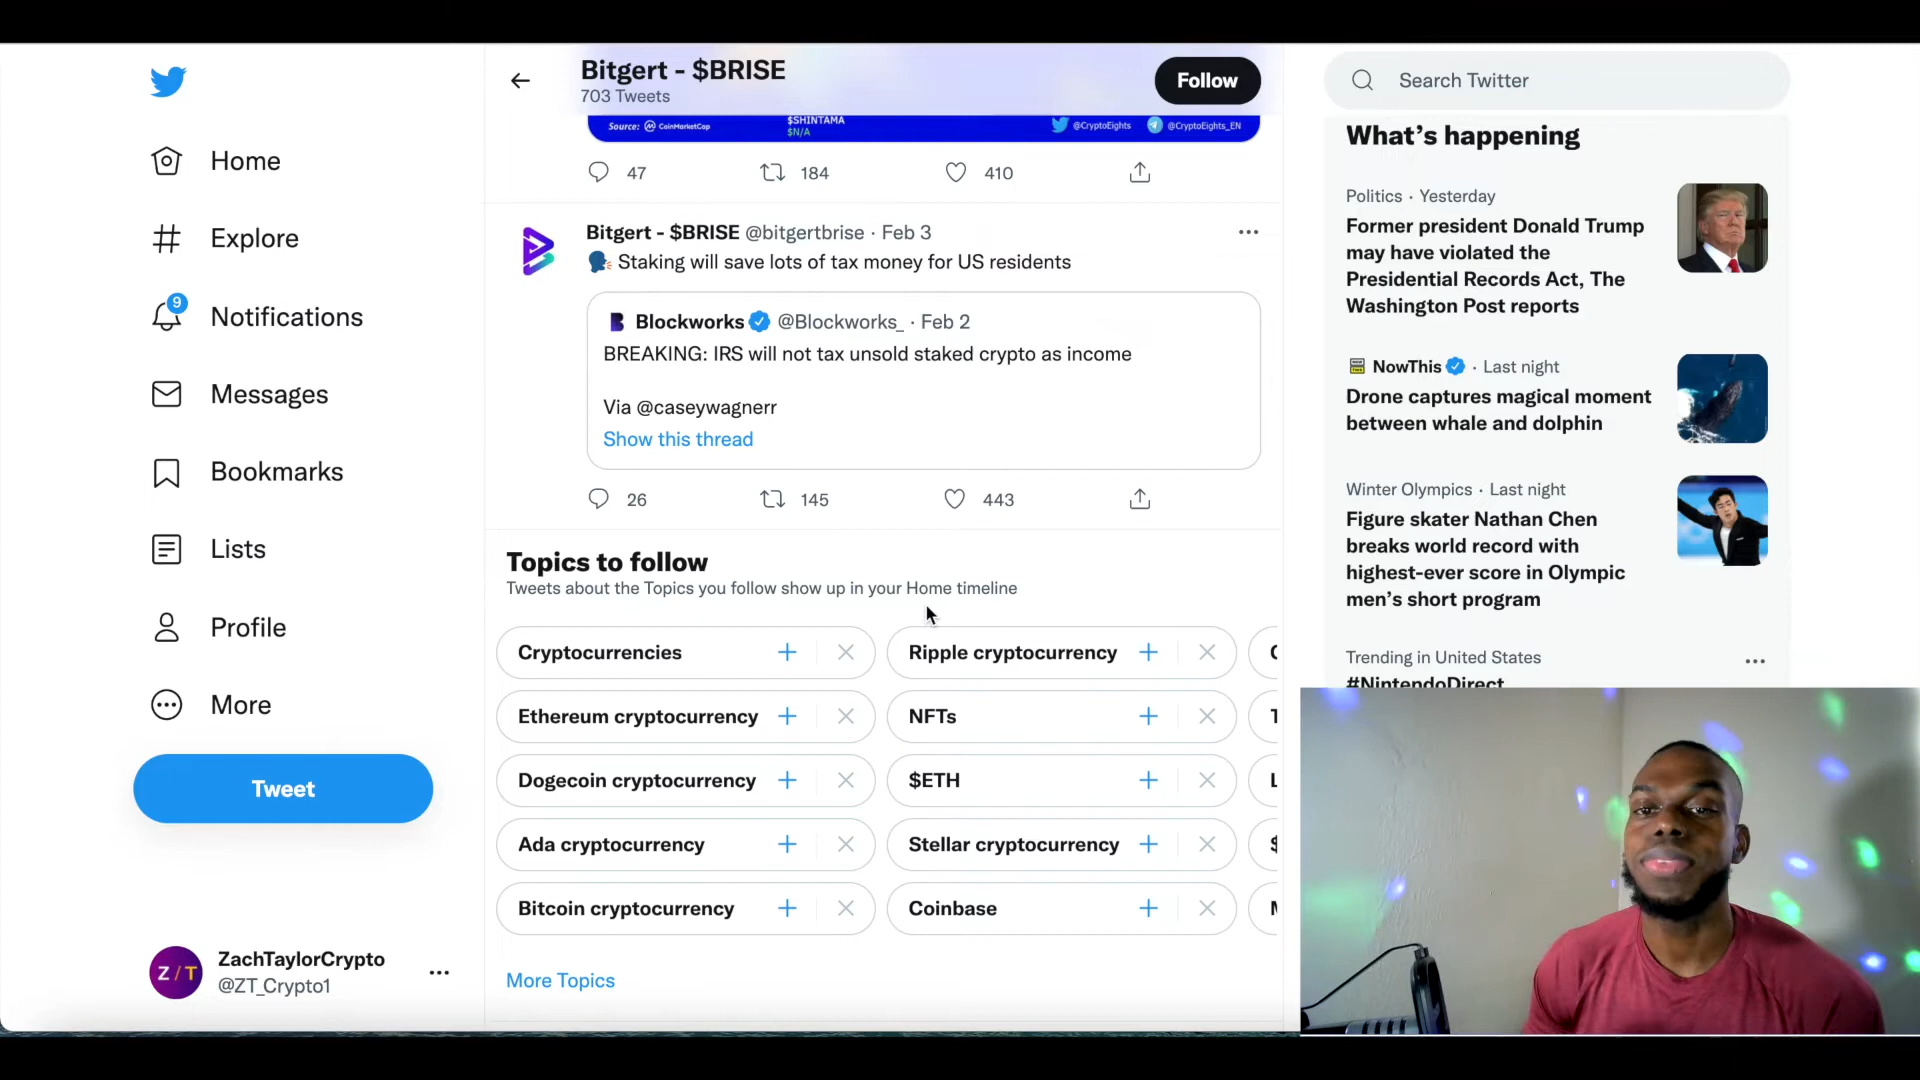 Home
Explore
9
Notifications
Messages
Bookmarks
Lists
Profile
More
Tweet
Z/T
ZachTaylorCrypto
@ZT_Crypto1
Bitgert - $BRISE
703 Tweets
Follow
Source: CoinMarketCap
$SHINTAMA
$N/A
@CryptoEights
@CryptoEights_EN
47
184
410
Bitgert - $BRISE @bitgertbrise · Feb 3
Staking will save lots of tax money for US residents
Blockworks @Blockworks_ · Feb 2
BREAKING: IRS will not tax unsold staked crypto as income
Via @caseywagnerr
Show this thread
26
145
443
Topics to follow
Tweets about the Topics you follow show up in your Home timeline
Cryptocurrencies
Ripple cryptocurrency
Ethereum cryptocurrency
NFTs
Dogecoin cryptocurrency
$ETH
Ada cryptocurrency
Stellar cryptocurrency
Bitcoin cryptocurrency
Coinbase
More Topics
Search Twitter
What's happening
Politics · Yesterday
Former president Donald Trump
may have violated the
Presidential Records Act, The
Washington Post reports
NowThis · Last night
Drone captures magical moment
between whale and dolphin
Winter Olympics · Last night
Figure skater Nathan Chen
breaks world record with
highest-ever score in Olympic
men's short program
Trending in United States
#NintendoDirect